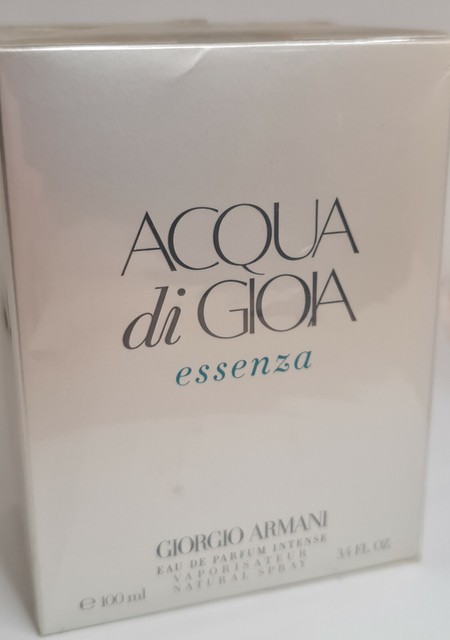 ACQUA
di GIOIA
essenza
GIORGIO ARMANI
EAU DE PARFUM INTENSE
VAPORISATEUR
NATURAL SPRAY
℮ 100 ml
3.4 FL. OZ